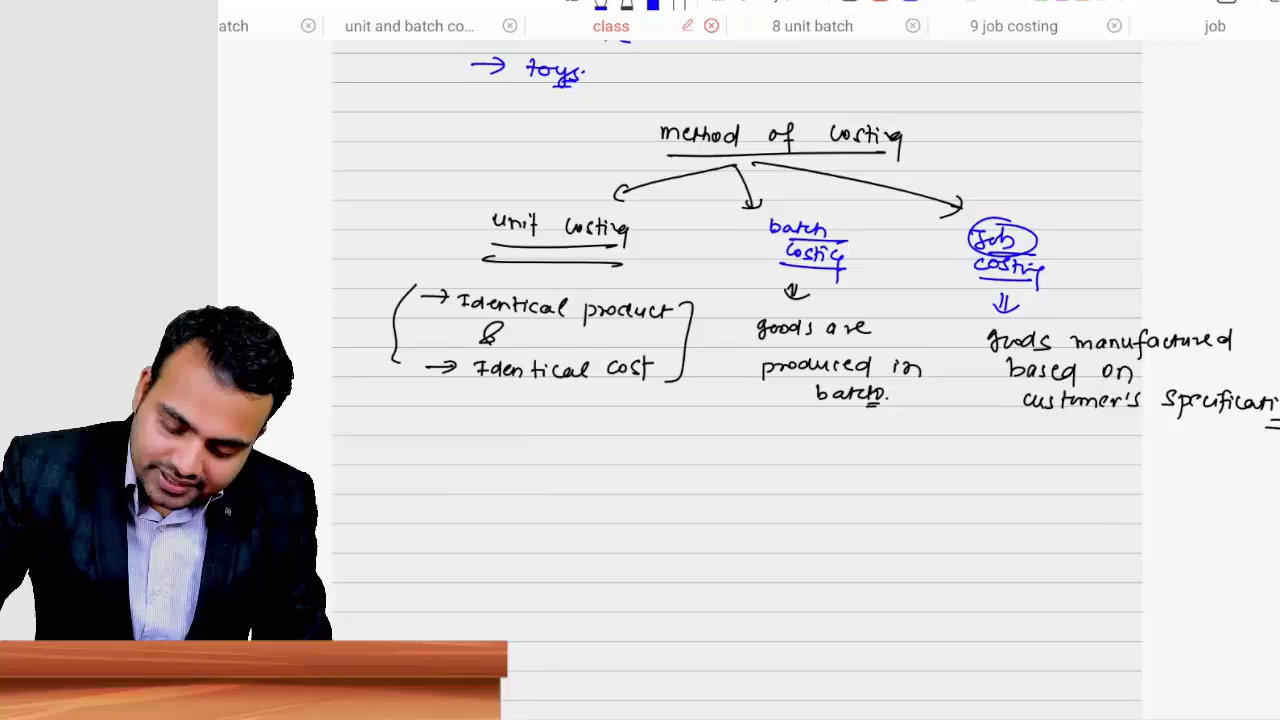 atch
unit and batch co...
class
8 unit batch
9 job costing
job
→ toys.
method of costing
unit costing
→ Identical product
&
→ Identical cost
batch
costing
goods are
produced in
batch.
Job
costing
goods manufactured
based on
customer's specificati